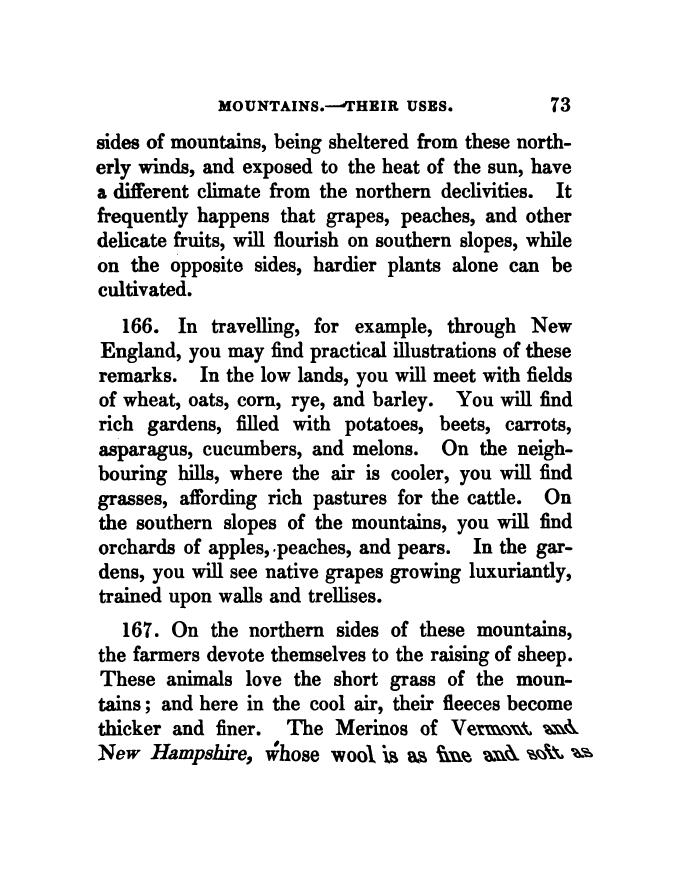 MOUNTAINS.—THEIR USES. 73
sides of mountains, being sheltered from these north-
erly winds, and exposed to the heat of the sun, have
a different climate from the northern declivities. It
frequently happens that grapes, peaches, and other
delicate fruits, will flourish on southern slopes, while
on the opposite sides, hardier plants alone can be
cultivated.
166. In travelling, for example, through New
England, you may find practical illustrations of these
remarks. In the low lands, you will meet with fields
of wheat, oats, corn, rye, and barley. You will find
rich gardens, filled with potatoes, beets, carrots,
asparagus, cucumbers, and melons. On the neigh-
bouring hills, where the air is cooler, you will find
grasses, affording rich pastures for the cattle. On
the southern slopes of the mountains, you will find
orchards of apples, peaches, and pears. In the gar-
dens, you will see native grapes growing luxuriantly,
trained upon walls and trellises.
167. On the northern sides of these mountains,
the farmers devote themselves to the raising of sheep.
These animals love the short grass of the moun-
tains; and here in the cool air, their fleeces become
thicker and finer. The Merinos of Vermont and
New Hampshire, whose wool is as fine and soft as